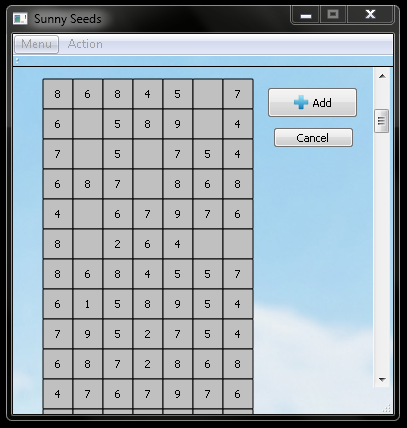 Sunny Seeds
Menu Action
8 6 8 4 5 7
Add
6 5 8 9 4
Cancel
7 5 7 5 4
6 8 7 8 6 8
4 6 7 9 7 6
8 2 6 4
8 6 8 4 5 5 7
6 1 5 8 9 5 4
7 9 5 2 7 5 4
6 8 7 2 8 6 8
4 7 6 7 9 7 6